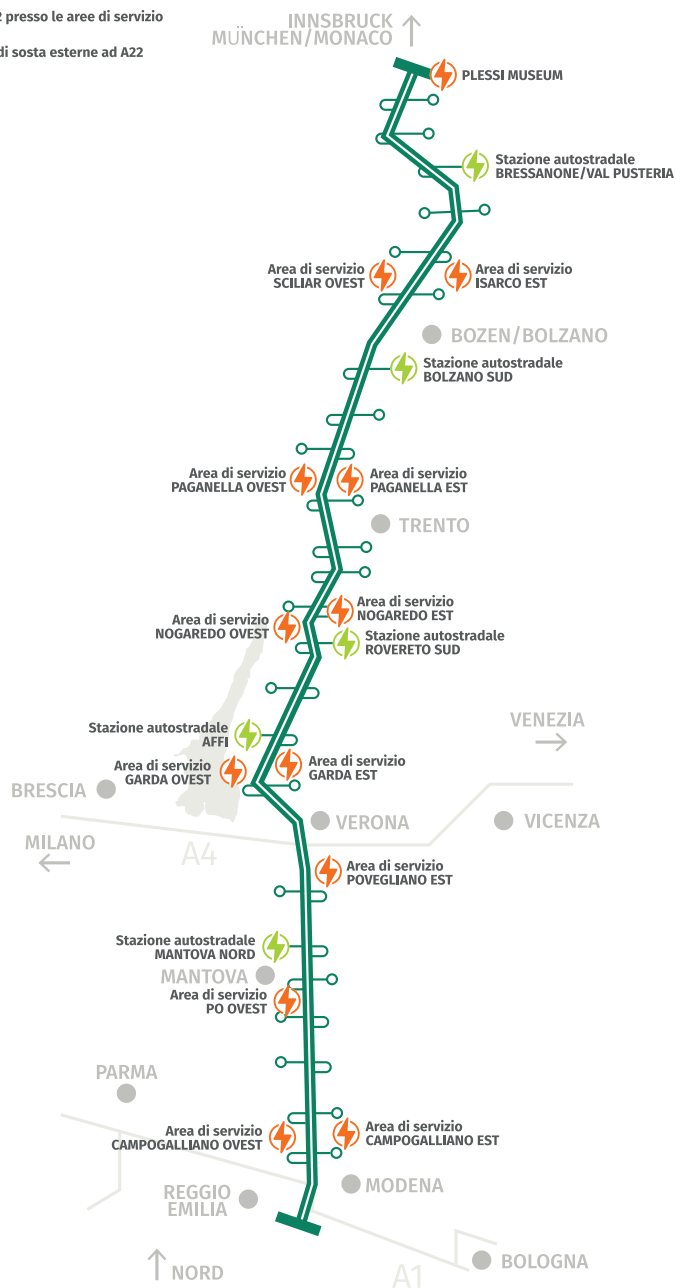 2 presso le aree di servizio
di sosta esterne ad A22
INNSBRUCK
MÜNCHEN/MONACO
PLESSI MUSEUM
Stazione autostradale
BRESSANONE/VAL PUSTERIA
Area di servizio
SCILIAR OVEST
Area di servizio
ISARCO EST
BOZEN/BOLZANO
Stazione autostradale
BOLZANO SUD
Area di servizio
PAGANELLA OVEST
Area di servizio
PAGANELLA EST
TRENTO
Area di servizio
NOGAREDO EST
Area di servizio
NOGAREDO OVEST
Stazione autostradale
ROVERETO SUD
VENEZIA
Stazione autostradale
AFFI
Area di servizio
GARDA OVEST
Area di servizio
GARDA EST
BRESCIA
VERONA
VICENZA
MILANO
A4
Area di servizio
POVEGLIANO EST
Stazione autostradale
MANTOVA NORD
MANTOVA
Area di servizio
PO OVEST
PARMA
Area di servizio
CAMPOGALLIANO OVEST
Area di servizio
CAMPOGALLIANO EST
MODENA
REGGIO
EMILIA
BOLOGNA
A1
NORD